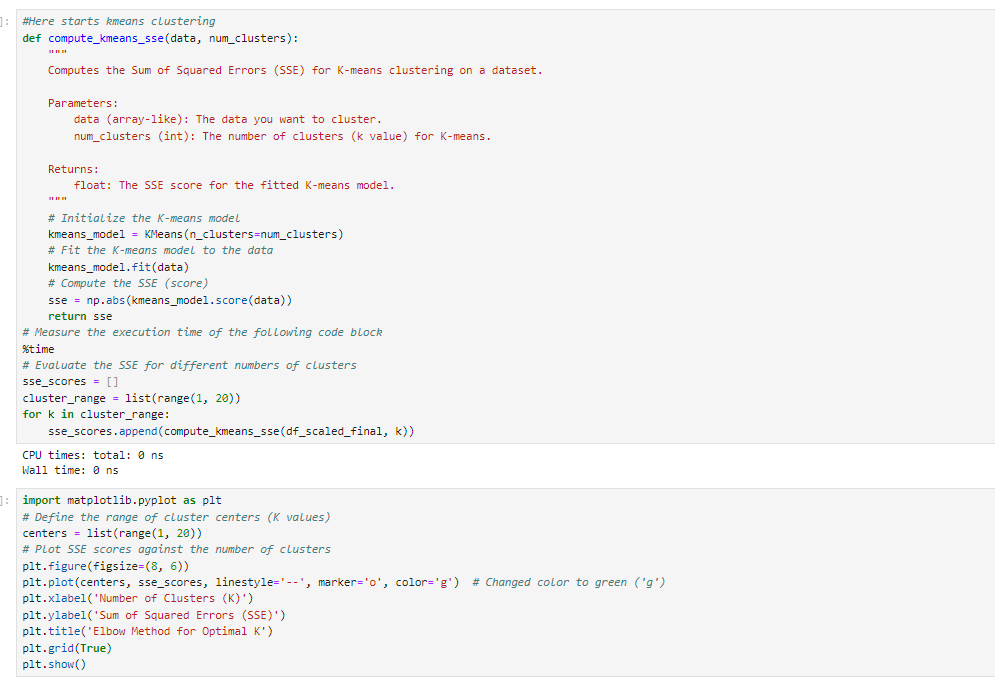 ]: #Here starts kmeans clustering
def compute_kmeans_sse(data, num_clusters):
    """
    Computes the Sum of Squared Errors (SSE) for K-means clustering on a dataset.

    Parameters:
        data (array-like): The data you want to cluster.
        num_clusters (int): The number of clusters (k value) for K-means.

    Returns:
        float: The SSE score for the fitted K-means model.
    """
    # Initialize the K-means model
    kmeans_model = KMeans(n_clusters=num_clusters)
    # Fit the K-means model to the data
    kmeans_model.fit(data)
    # Compute the SSE (score)
    sse = np.abs(kmeans_model.score(data))
    return sse
# Measure the execution time of the following code block
%time
# Evaluate the SSE for different numbers of clusters
sse_scores = []
cluster_range = list(range(1, 20))
for k in cluster_range:
    sse_scores.append(compute_kmeans_sse(df_scaled_final, k))
CPU times: total: 0 ns
Wall time: 0 ns
]: import matplotlib.pyplot as plt
# Define the range of cluster centers (K values)
centers = list(range(1, 20))
# Plot SSE scores against the number of clusters
plt.figure(figsize=(8, 6))
plt.plot(centers, sse_scores, linestyle='--', marker='o', color='g')  # Changed color to green ('g')
plt.xlabel('Number of Clusters (K)')
plt.ylabel('Sum of Squared Errors (SSE)')
plt.title('Elbow Method for Optimal K')
plt.grid(True)
plt.show()